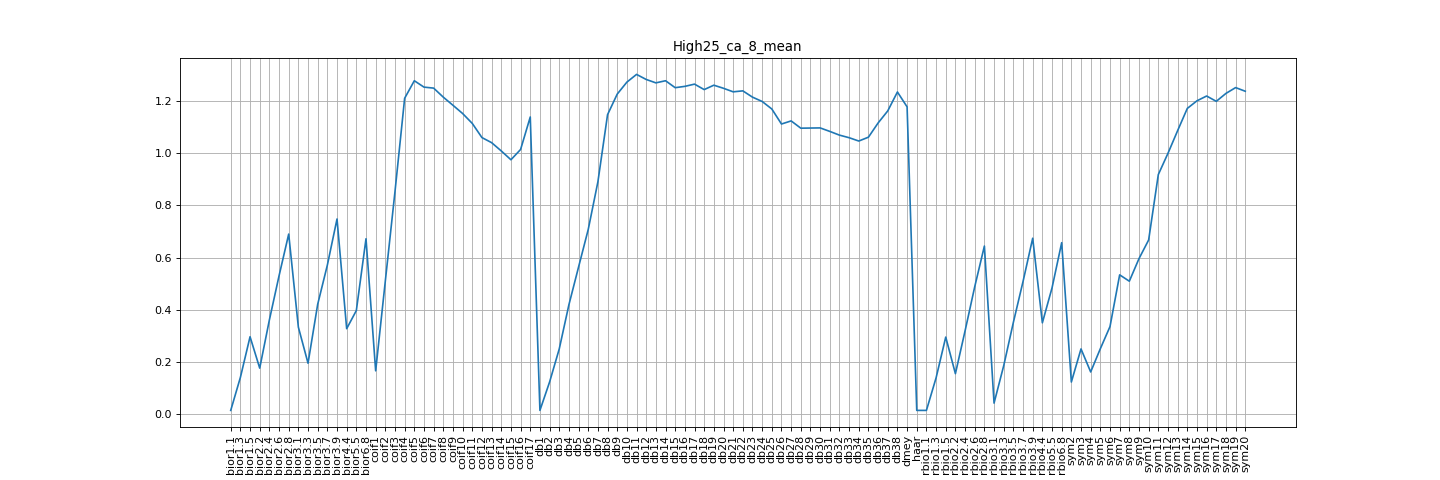 High25_ca_8_mean
1.2
1.0
0.8
0.6
0.4
0.2
0.0
bior1.1
bior1.3
bior1.5
bior2.2
bior2.4
bior2.6
bior2.8
bior3.1
bior3.3
bior3.5
bior3.7
bior3.9
bior4.4
bior5.5
bior6.8
coif1
coif2
coif3
coif4
coif5
coif6
coif7
coif8
coif9
coif10
coif11
coif12
coif13
coif14
coif15
coif16
coif17
db1
db2
db3
db4
db5
db6
db7
db8
db9
db10
db11
db12
db13
db14
db15
db16
db17
db18
db19
db20
db21
db22
db23
db24
db25
db26
db27
db28
db29
db30
db31
db32
db33
db34
db35
db36
db37
db38
dmey
haar
rbio1.1
rbio1.3
rbio1.5
rbio2.2
rbio2.4
rbio2.6
rbio2.8
rbio3.1
rbio3.3
rbio3.5
rbio3.7
rbio3.9
rbio4.4
rbio5.5
rbio6.8
sym2
sym3
sym4
sym5
sym6
sym7
sym8
sym9
sym10
sym11
sym12
sym13
sym14
sym15
sym16
sym17
sym18
sym19
sym20